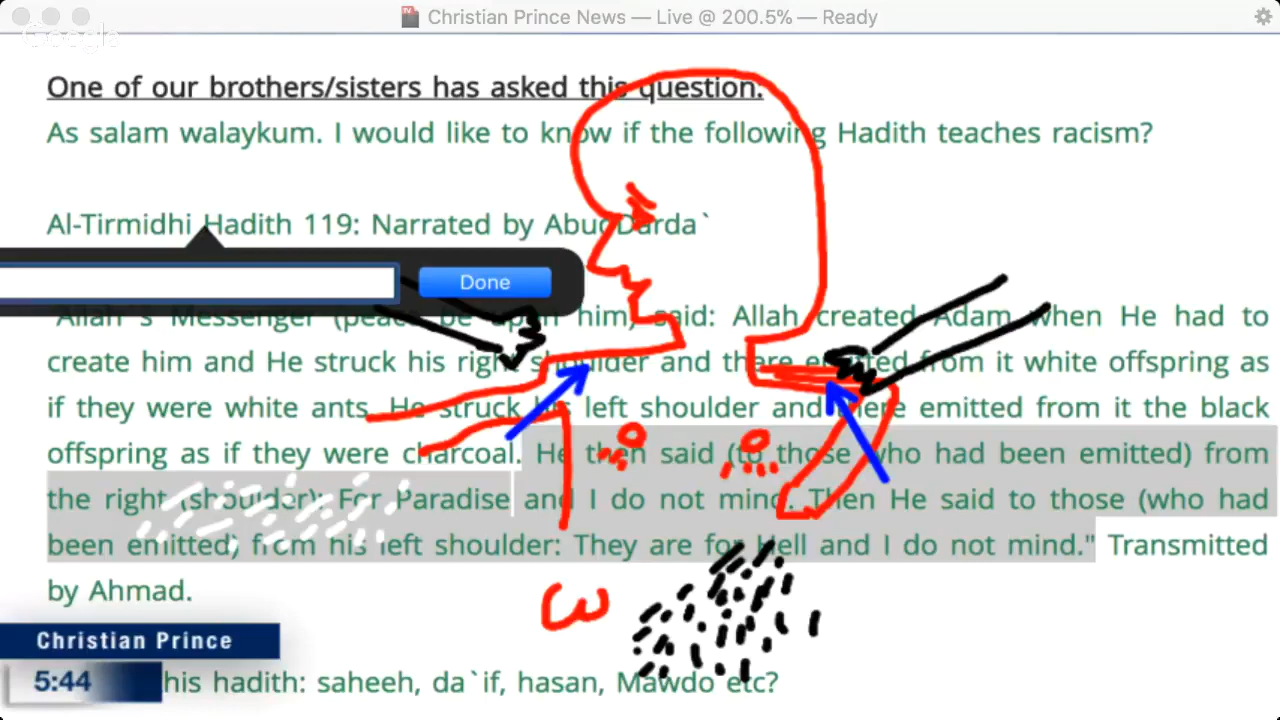 Christian Prince News — Live @ 200.5% — Ready
Google
One of our brothers/sisters has asked this question:
As salam walaykum. I would like to know if the following Hadith teaches racism?
Al-Tirmidhi Hadith 119: Narrated by AbudDarda`
Done
Allah's Messenger (peace be upon him) said: Allah created Adam when He had to
create him and He struck his right shoulder and there emitted from it white offspring as
if they were white ants. He struck his left shoulder and there emitted from it the black
offspring as if they were charcoal. He then said (to those who had been emitted) from
the right (shoulder): For Paradise and I do not mind. Then He said to those (who had
been emitted) from his left shoulder: They are for Hell and I do not mind." Transmitted
by Ahmad.
Christian Prince
5:44
his hadith: saheeh, da`if, hasan, Mawdo etc?